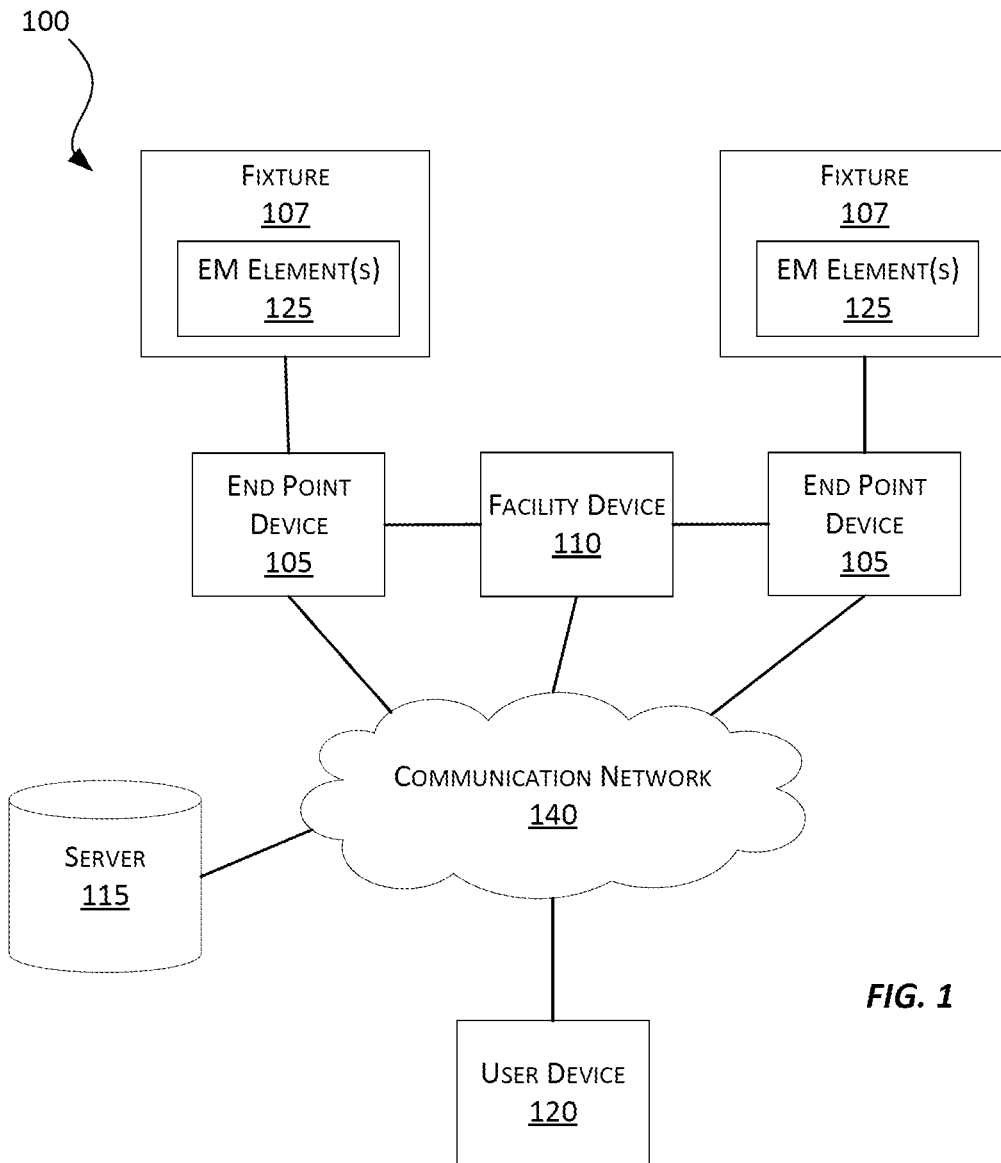 100
FIXTURE
107
EM ELEMENT(S)
125
FIXTURE
107
EM ELEMENT(S)
125
END POINT
DEVICE
105
FACILITY DEVICE
110
END POINT
DEVICE
105
COMMUNICATION NETWORK
140
SERVER
115
FIG. 1
USER DEVICE
120